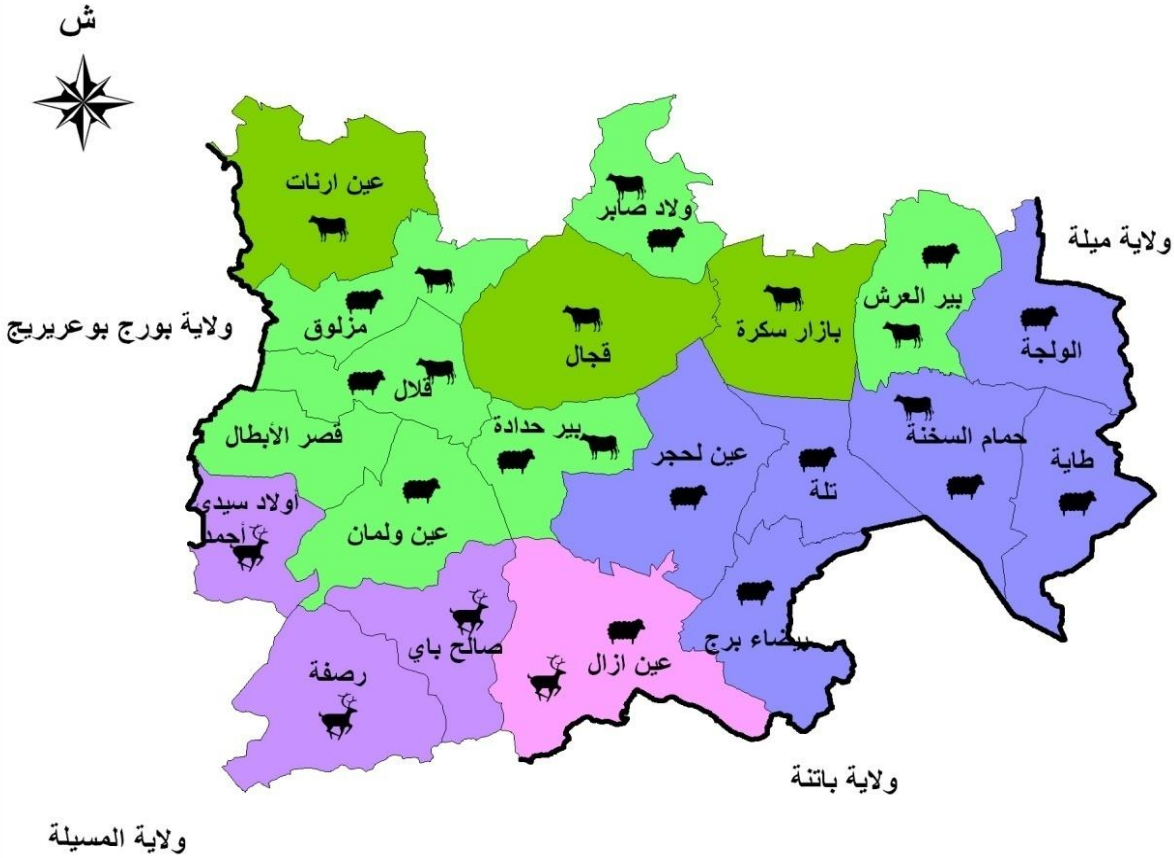 ش
عين ارنات
ولاد صابر
ولاية ميلة
بير العرش
بازار سكرة
مزلوق
ولاية بورج بوعريريج
قجال
الولجة
قلال
بير حدادة
قصر الأبطال
حمام السخنة
عين لحجر
طاية
تلة
أولاد سيدي
أحمد
عين ولمان
صالح باي
بيضاء برج
عين ازال
رصفة
ولاية باتنة
ولاية المسيلة